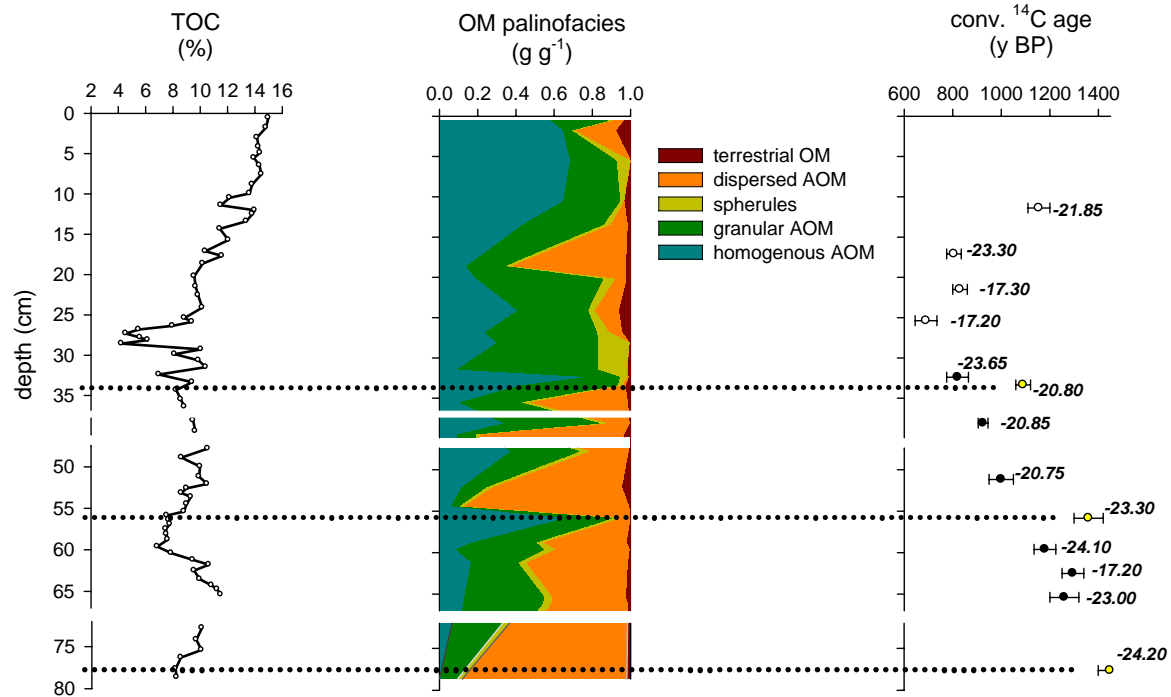 TOC
(%)
OM palinofacies
(g g⁻¹)
conv. ¹⁴C age
(y BP)
2 4 6 8 10 12 14 16
0.0 0.2 0.4 0.6 0.8 1.0
600 800 1000 1200 1400
depth (cm)
0
5
10
15
20
25
30
35
50
55
60
65
75
80
terrestrial OM
dispersed AOM
spherules
granular AOM
homogenous AOM
-21.85
-23.30
-17.30
-17.20
-23.65
-20.80
-20.85
-20.75
-23.30
-24.10
-17.20
-23.00
-24.20